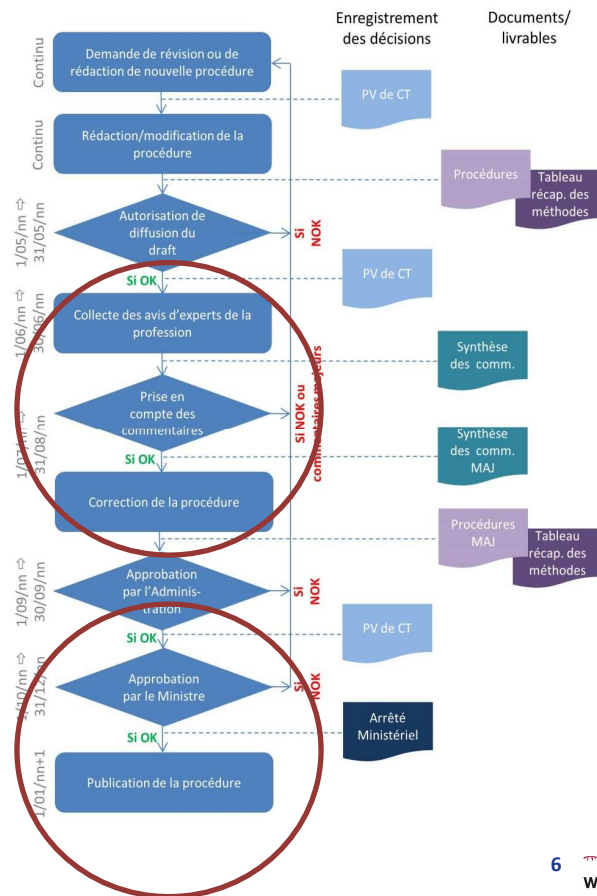 Enregistrement
des décisions
Documents/
livrables
Continu
Demande de révision ou de
rédaction de nouvelle procédure
PV de CT
Continu
Rédaction/modification de la
procédure
Procédures
Tableau
récap. des
méthodes
1/05/nn ⇨
31/05/nn
Autorisation de
diffusion du
draft
Si
NOK
Si OK
PV de CT
1/06/nn ⇨
30/06/nn
Collecte des avis d'experts de la
profession
Synthèse
des comm.
1/07/nn ⇨
31/08/nn
Prise en
compte des
commentaires
Si NOK ou
commentaires majeurs
Si OK
Synthèse
des comm.
MAJ
Correction de la procédure
Procédures
MAJ
Tableau
récap. des
méthodes
1/09/nn ⇨
30/09/nn
Approbation
par l'Adminis-
tration
Si
NOK
Si OK
PV de CT
1/10/nn ⇨
31/12/nn
Approbation
par le Ministre
Si
NOK
Si OK
Arrêté
Ministériel
1/01/nn+1
Publication de la procédure
6
W